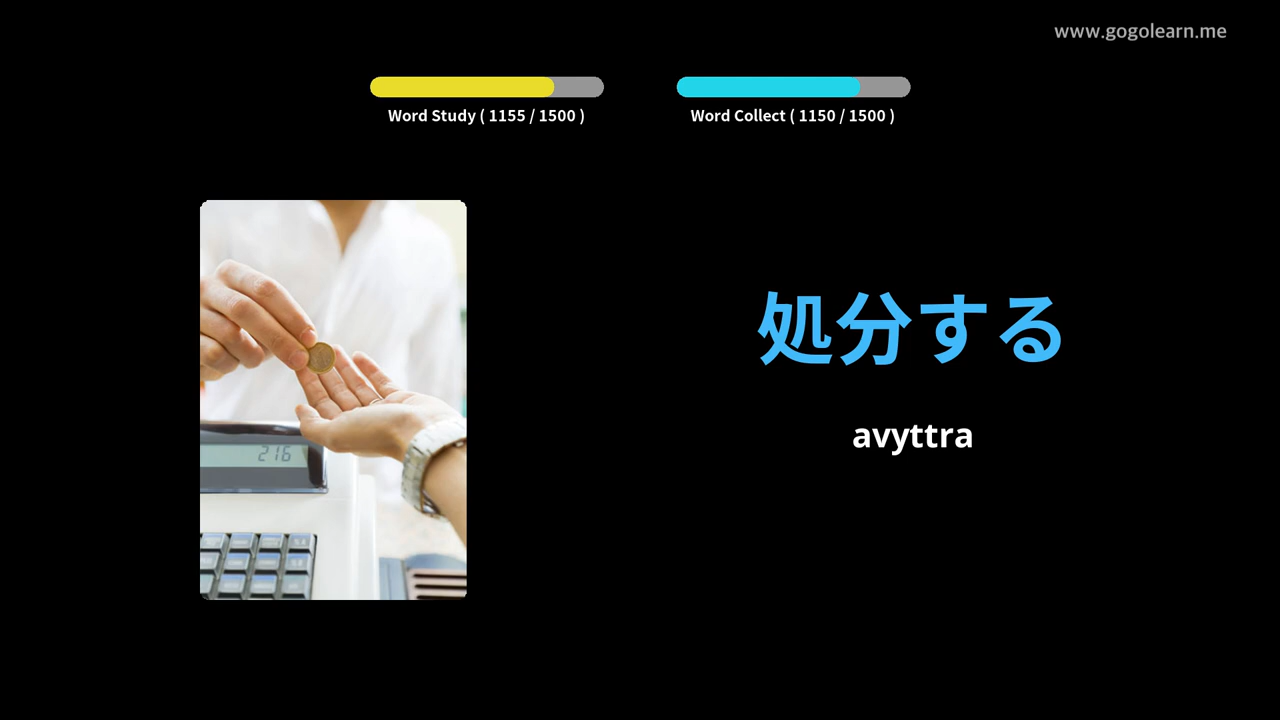 www.gogolearn.me
Word Study ( 1155 / 1500 )
Word Collect ( 1150 / 1500 )
処分する
avyttra
216